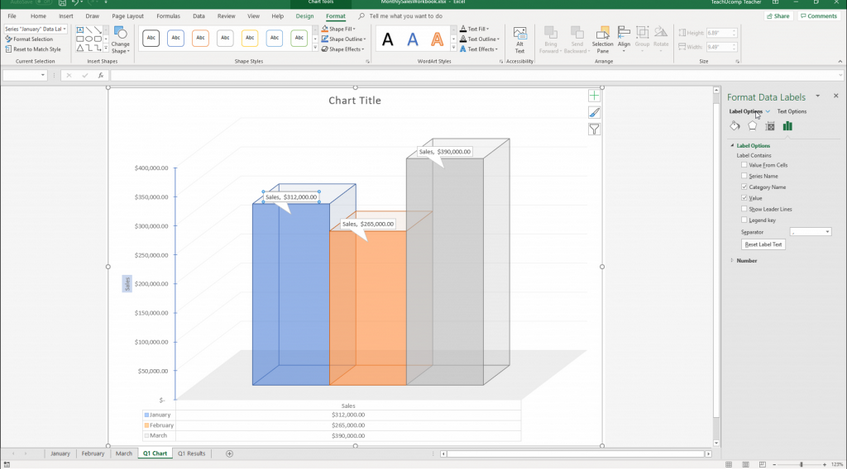 Chart Tools
MonthlySalesWorkbook.xlsx - Excel
TeachUcomp Teacher
Home Insert Draw Page Layout Formulas Data Review View Help Design Format Tell me what you want to do
Share Comments
Series "January" Data Lal
Format Selection
Reset to Match Style
Current Selection
Change
Shape
Insert Shapes
Abc Abc Abc Abc Abc Abc
Shape Styles
Shape Fill
Shape Outline
Shape Effects
A A A
WordArt Styles
Text Fill
Text Outline
Text Effects
Alt
Text
Accessibility
Bring
Forward
Send
Backward
Selection
Pane
Align
Group
Rotate
Arrange
Height:
Width:
Size
fx
Chart Title
$400,000.00
$350,000.00
$300,000.00
$250,000.00
$200,000.00
$150,000.00
$100,000.00
$50,000.00
$-
Sales
Sales, $312,000.00
Sales, $265,000.00
Sales, $390,000.00
Sales
January $312,000.00
February $265,000.00
March $390,000.00
Format Data Labels
Label Options Text Options
Label Options
Label Contains
Value From Cells
Series Name
Category Name
Value
Show Leader Lines
Legend key
Separator ,
Reset Label Text
Number
January February March Q1 Chart Q1 Results